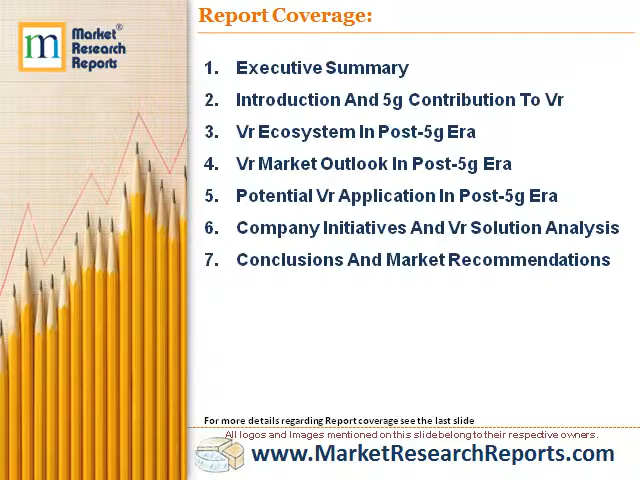 Report Coverage:
m
Market®
Research
Reports
1. Executive Summary
2. Introduction And 5g Contribution To Vr
3. Vr Ecosystem In Post-5g Era
4. Vr Market Outlook In Post-5g Era
5. Potential Vr Application In Post-5g Era
6. Company Initiatives And Vr Solution Analysis
7. Conclusions And Market Recommendations
For more details regarding Report coverage see the last slide
All logos and Images mentioned on this slide belong to their respective owners.
www.MarketResearchReports.com